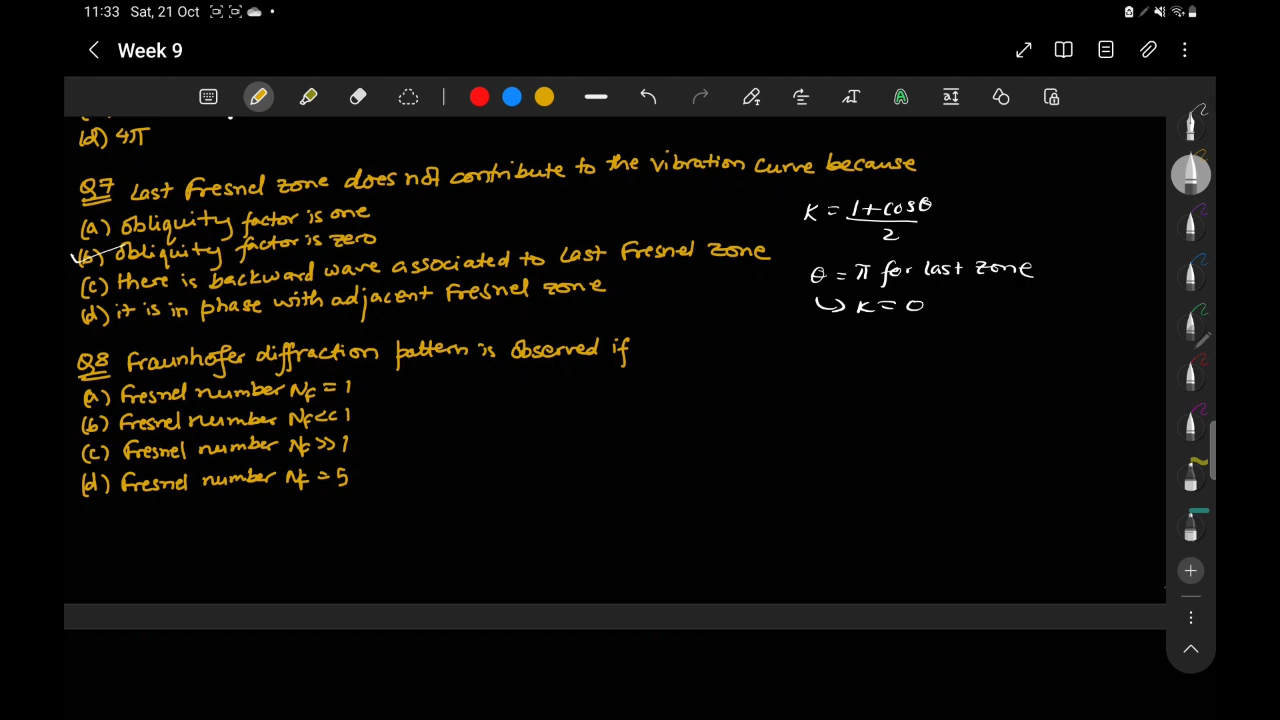 11:33 Sat, 21 Oct
Week 9
(d) 4π
Q7 Last Fresnel zone does not contribute to the vibration curve because
(a) obliquity factor is one
(b) obliquity factor is zero
(c) there is backward wave associated to last Fresnel zone
(d) it is in phase with adjacent Fresnel zone
K = 1+cosθ
2
θ = π for last zone
↳ K = 0
Q8 Fraunhofer diffraction pattern is observed if
(a) Fresnel number NF = 1
(b) Fresnel number NF << 1
(c) Fresnel number NF >> 1
(d) Fresnel number NF = 5